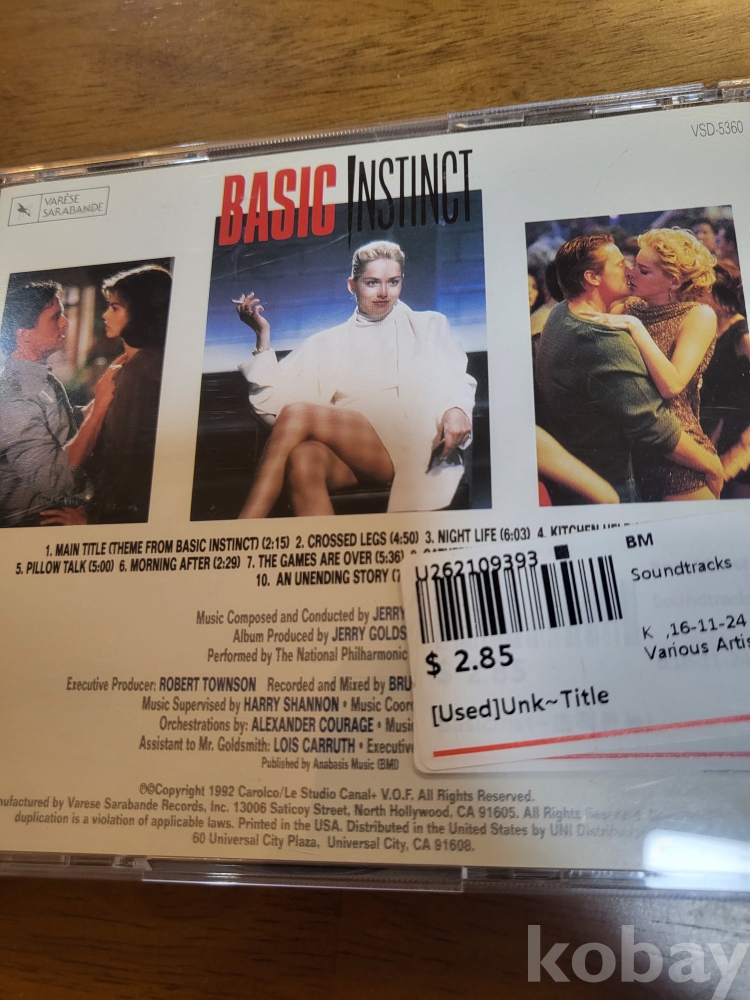 VSD-5360
VARÈSE
SARABANDE
BASIC INSTINCT
1. MAIN TITLE (THEME FROM BASIC INSTINCT) (2:15) 2. CROSSED LEGS (4:50) 3. NIGHT LIFE (6:03) 4. KITCHEN
5. PILLOW TALK (5:00) 6. MORNING AFTER (2:29) 7. THE GAMES ARE OVER (5:36)
10. AN UNENDING STORY
Music Composed and Conducted by JERRY
Album Produced by JERRY GOLDS
Performed by The National Philharmonic
Executive Producer: ROBERT TOWNSON Recorded and Mixed by BRU
Music Supervised by HARRY SHANNON • Music Coor
Orchestrations by: ALEXANDER COURAGE • Music
Assistant to Mr. Goldsmith: LOIS CARRUTH • Executive
Published by Anabasis Music (BMI)
℗©Copyright 1992 Carolco/Le Studio Canal+ V.O.F. All Rights Reserved.
nufactured by Varese Sarabande Records, Inc. 13006 Saticoy Street, North Hollywood, CA 91605. All Rights
duplication is a violation of applicable laws. Printed in the USA. Distributed in the United States by UNI
60 Universal City Plaza, Universal City, CA 91608.
U262109393
BM
Soundtracks
$ 2.85
K ,16-11-24
Various Artis
[Used]Unk~Title
kobay